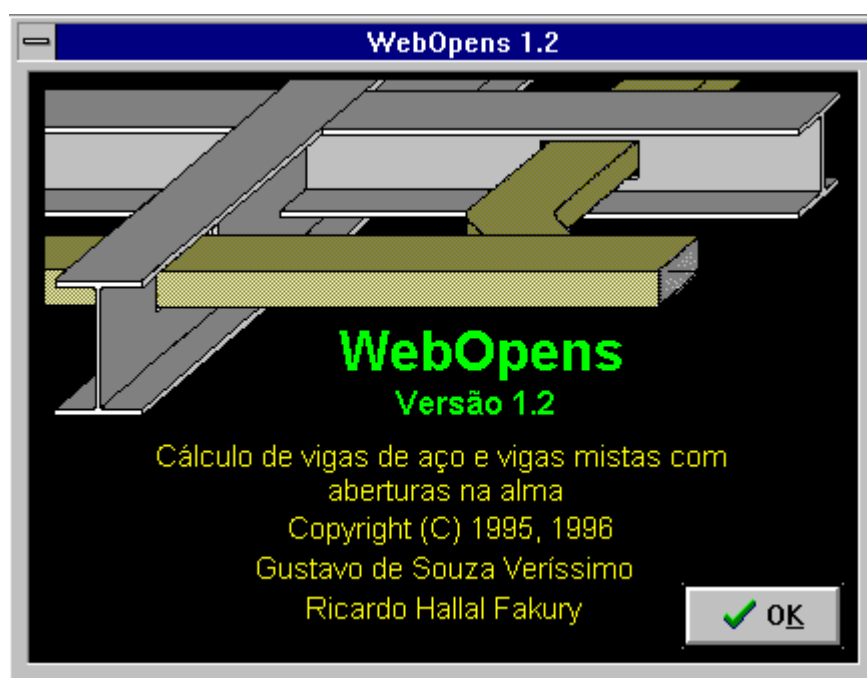 WebOpens 1.2
WebOpens
Versão 1.2
Cálculo de vigas de aço e vigas mistas com
aberturas na alma
Copyright (C) 1995, 1996
Gustavo de Souza Veríssimo
Ricardo Hallal Fakury
OK